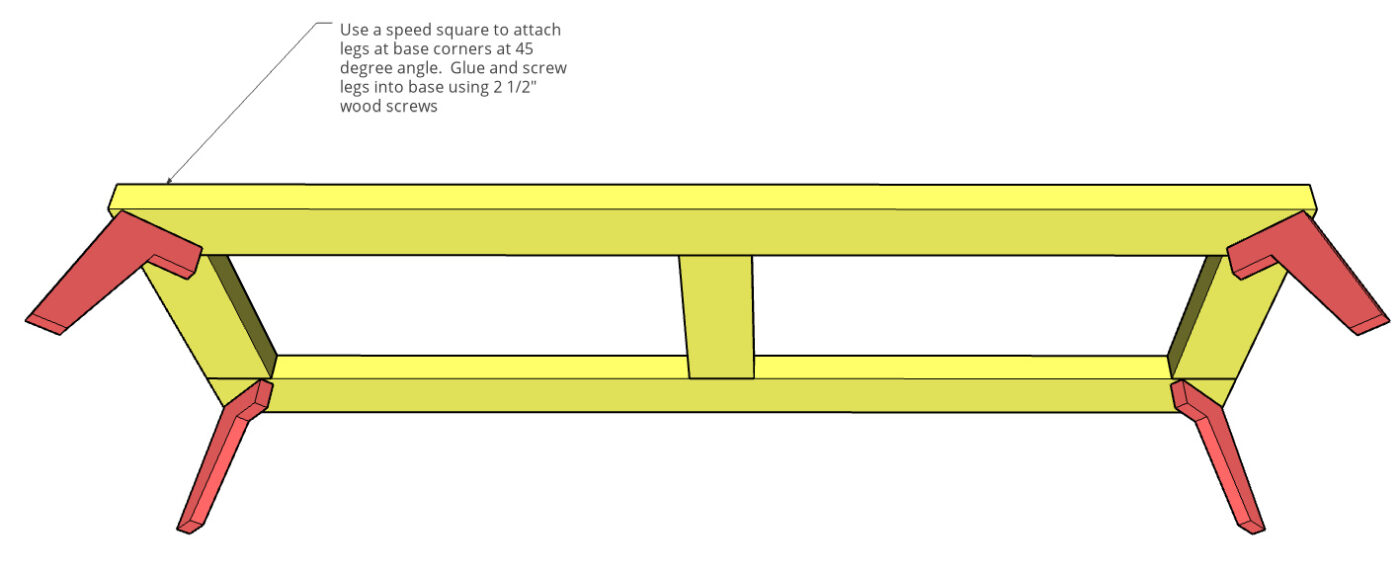 Use a speed square to attach
legs at base corners at 45
degree angle.  Glue and screw
legs into base using 2 1/2"
wood screws